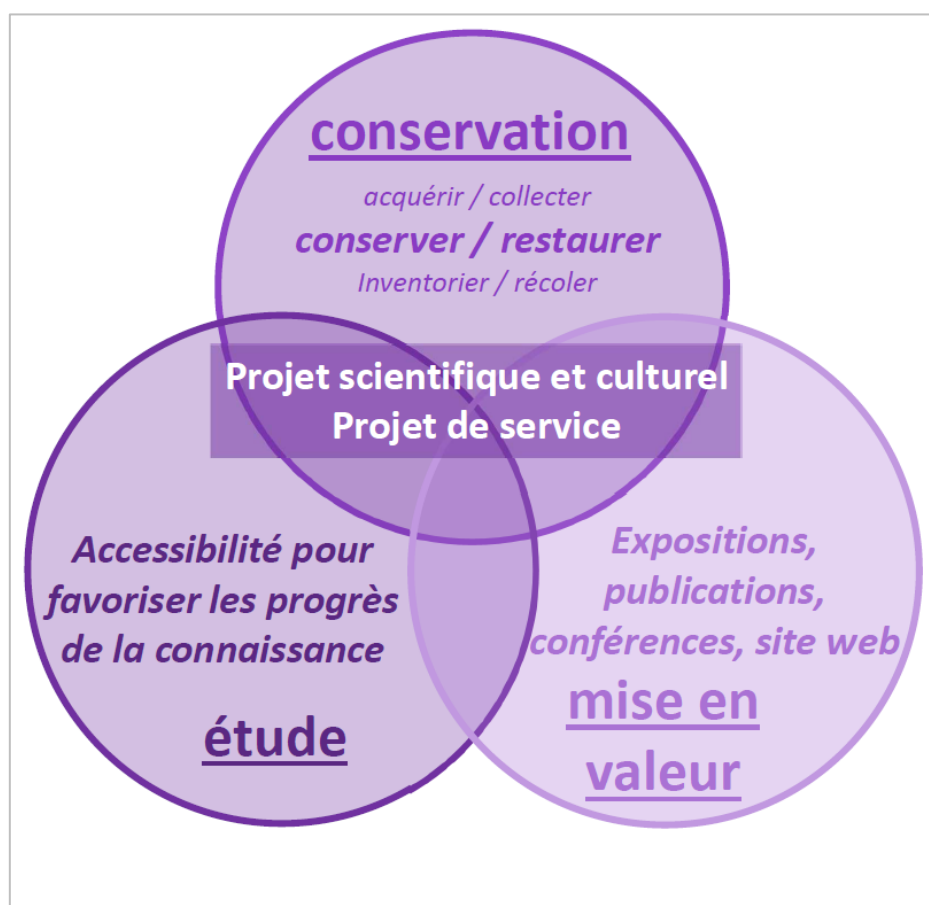 conservation
acquérir / collecter
conserver / restaurer
Inventorier / récoler
Projet scientifique et culturel
Projet de service
Accessibilité pour
favoriser les progrès
de la connaissance
étude
Expositions,
publications,
conférences, site web
mise en
valeur